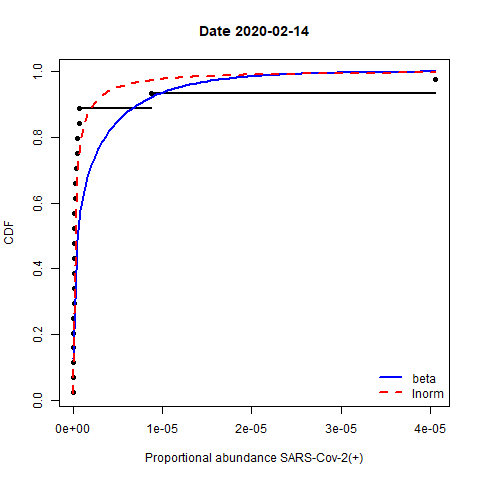 Date 2020-02-14
CDF
1.0
0.8
0.6
0.4
0.2
0.0
beta
lnorm
0e+00 1e-05 2e-05 3e-05 4e-05
Proportional abundance SARS-Cov-2(+)